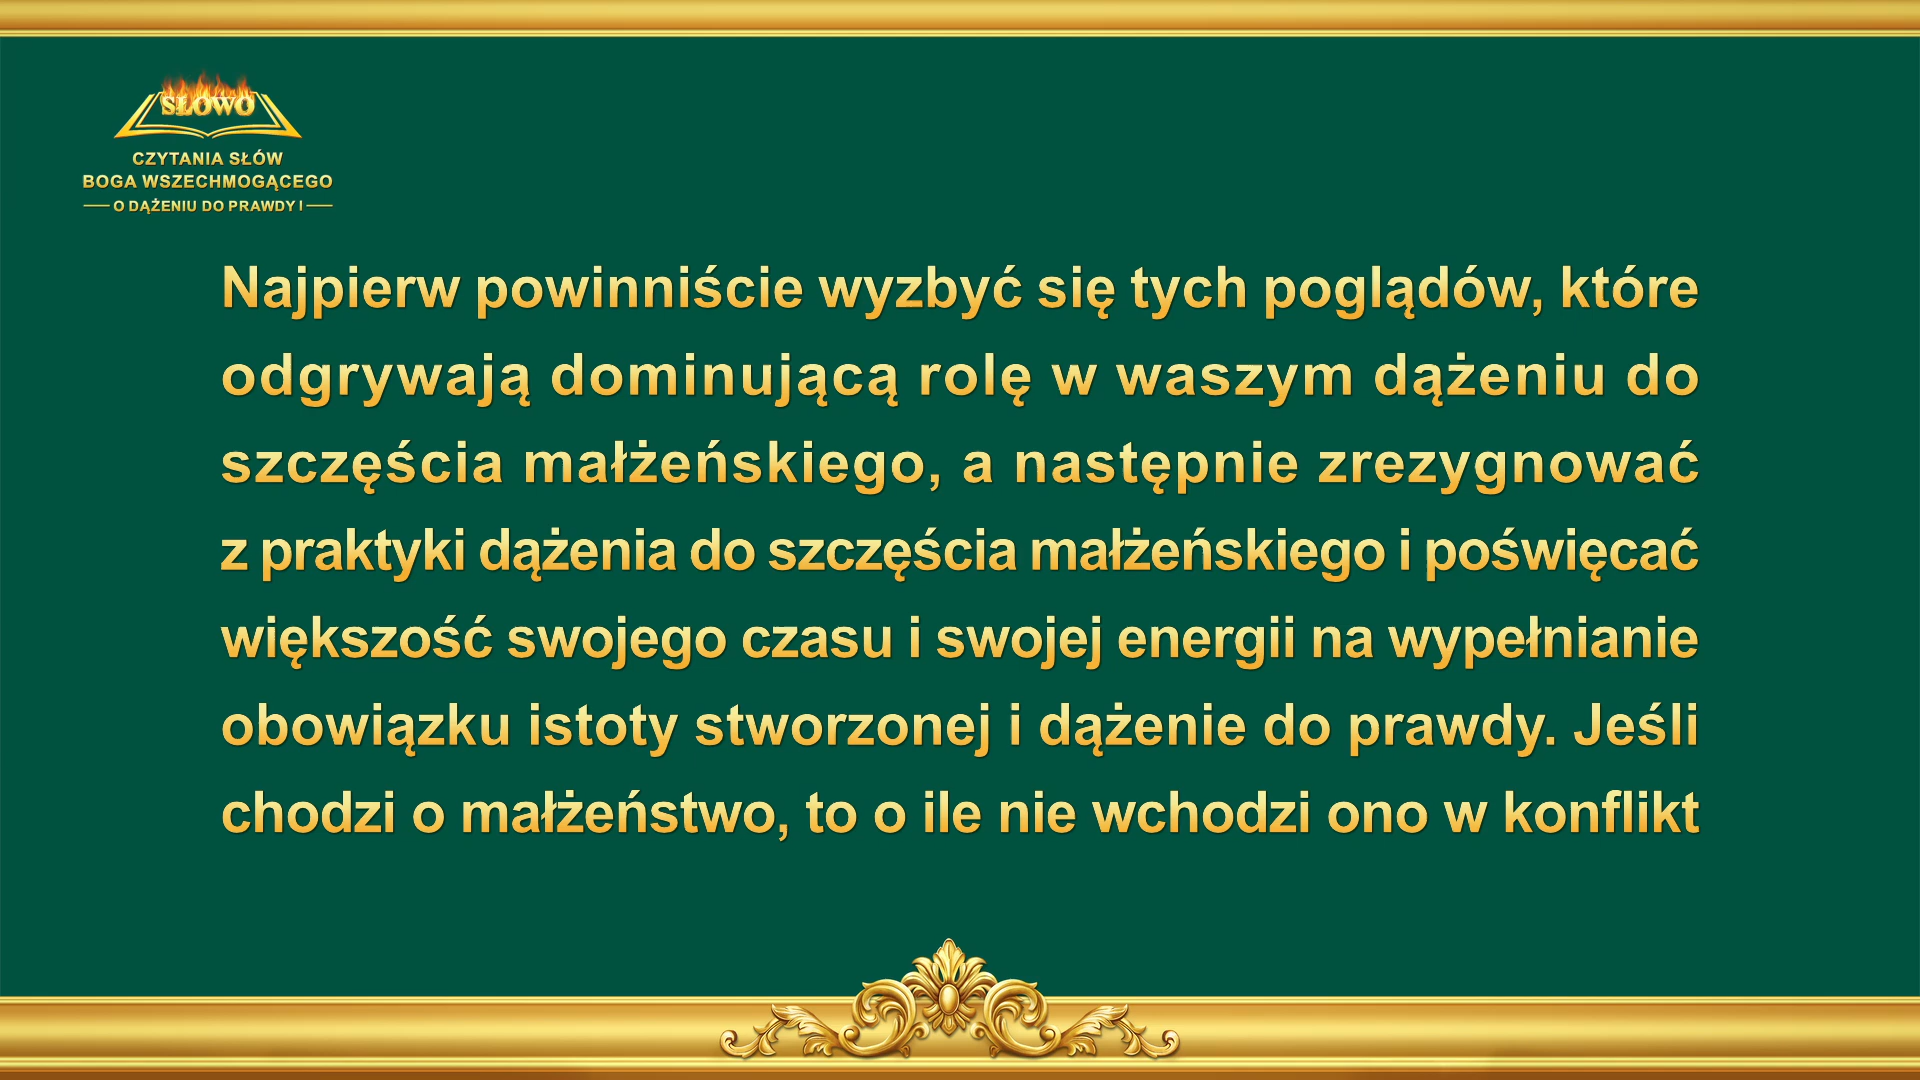 SŁOWO
CZYTANIA SŁÓW
BOGA WSZECHMOGĄCEGO
O DĄŻENIU DO PRAWDY I
Najpierw powinniście wyzbyć się tych poglądów, które
odgrywają dominującą rolę w waszym dążeniu do
szczęścia małżeńskiego, a następnie zrezygnować
z praktyki dążenia do szczęścia małżeńskiego i poświęcać
większość swojego czasu i swojej energii na wypełnianie
obowiązku istoty stworzonej i dążenie do prawdy. Jeśli
chodzi o małżeństwo, to o ile nie wchodzi ono w konflikt